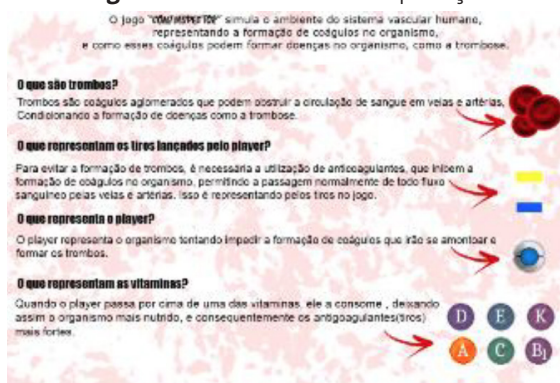 O jogo "COAG INSPECTOR" simula o ambiente do sistema vascular humano,
representando a formação de coágulos no organismo,
e como esses coágulos podem formar doenças no organismo, como a trombose.
O que são trombos?
Trombos são coágulos aglomerados que podem obstruir a circulação de sangue em veias e artérias,
Condicionando a formação de doenças como a trombose.
O que representam os tiros lançados pelo player?
Para evitar a formação de trombos, é necessária a utilização de anticoagulantes, que inibem a
formação de coágulos no organismo, permitindo a passagem normalmente de todo fluxo
sanguíneo pelas veias e artérias. Isso é representando pelos tiros no jogo.
O que representa o player?
O player representa o organismo tentando impedir a formação de coágulos que irão se amontoar e
formar os trombos.
O que representam as vitaminas?
Quando o player passa por cima de uma das vitaminas, ele a consome , deixando
assim o organismo mais nutrido, e consequentemente os antigoagulantes(tiros)
mais fortes.
D E K
A C B1